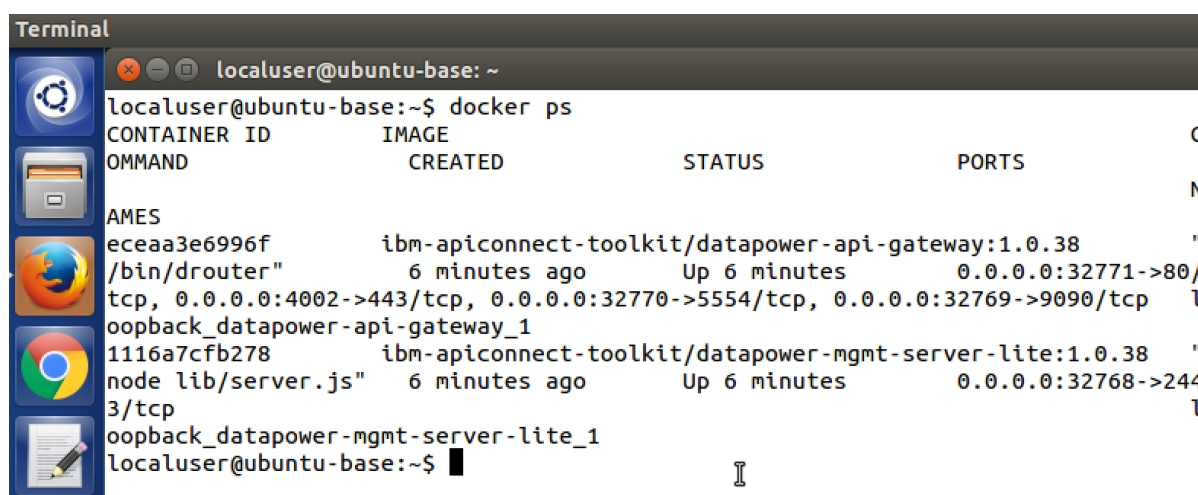 Terminal
localuser@ubuntu-base: ~
localuser@ubuntu-base:~$ docker ps
CONTAINER ID IMAGE C
OMMAND CREATED STATUS PORTS
N
AMES
eceaa3e6996f ibm-apiconnect-toolkit/datapower-api-gateway:1.0.38 "
/bin/drouter" 6 minutes ago Up 6 minutes 0.0.0.0:32771->80/
tcp, 0.0.0.0:4002->443/tcp, 0.0.0.0:32770->5554/tcp, 0.0.0.0:32769->9090/tcp l
oopback_datapower-api-gateway_1
1116a7cfb278 ibm-apiconnect-toolkit/datapower-mgmt-server-lite:1.0.38 "
node lib/server.js" 6 minutes ago Up 6 minutes 0.0.0.0:32768->244
3/tcp l
oopback_datapower-mgmt-server-lite_1
localuser@ubuntu-base:~$